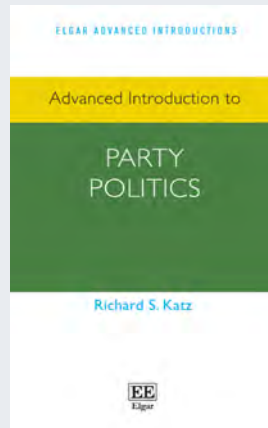 ELGAR ADVANCED INTRODUCTIONS
Advanced Introduction to
PARTY
POLITICS
Richard S. Katz
EE
Elgar